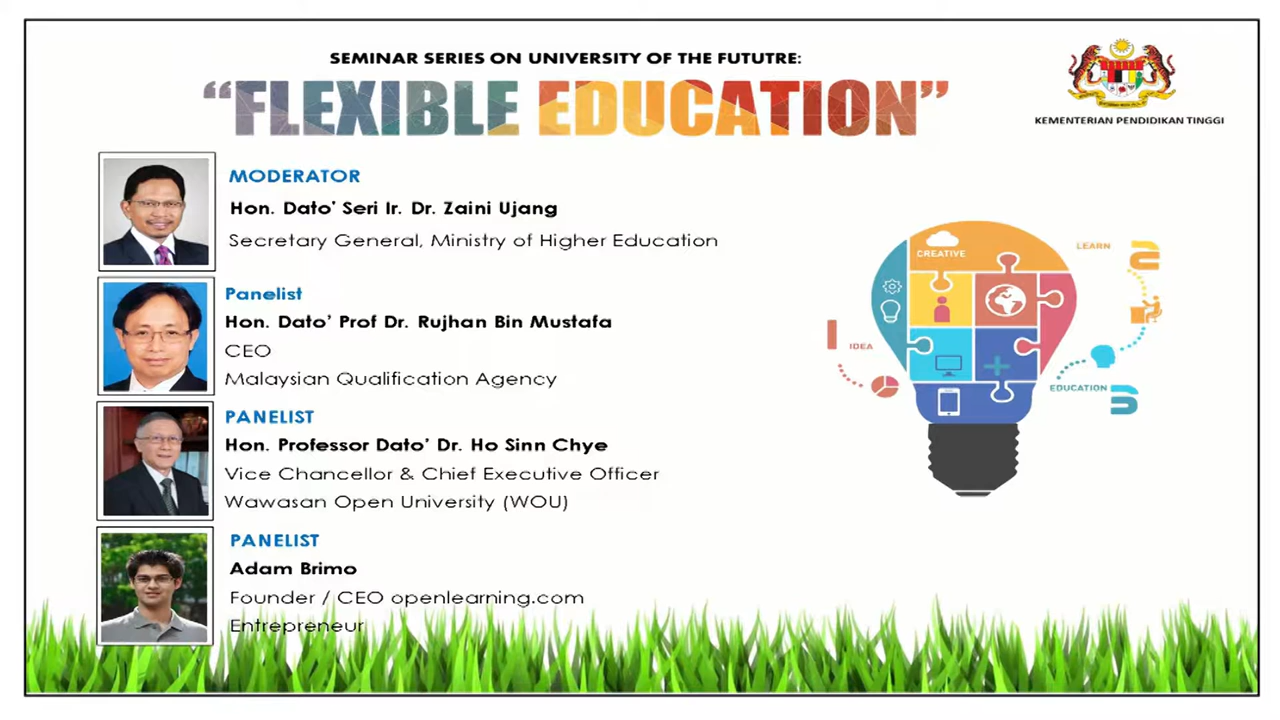 SEMINAR SERIES ON UNIVERSITY OF THE FUTUTRE:
“FLEXIBLE EDUCATION”
KEMENTERIAN PENDIDIKAN TINGGI
MODERATOR
Hon. Dato' Seri Ir. Dr. Zaini Ujang
Secretary General, Ministry of Higher Education
Panelist
Hon. Dato’ Prof Dr. Rujhan Bin Mustafa
CEO
Malaysian Qualification Agency
PANELIST
Hon. Professor Dato’ Dr. Ho Sinn Chye
Vice Chancellor & Chief Executive Officer
Wawasan Open University (WOU)
PANELIST
Adam Brimo
Founder / CEO openlearning.com
Entrepreneur
CREATIVE
LEARN
IDEA
EDUCATION